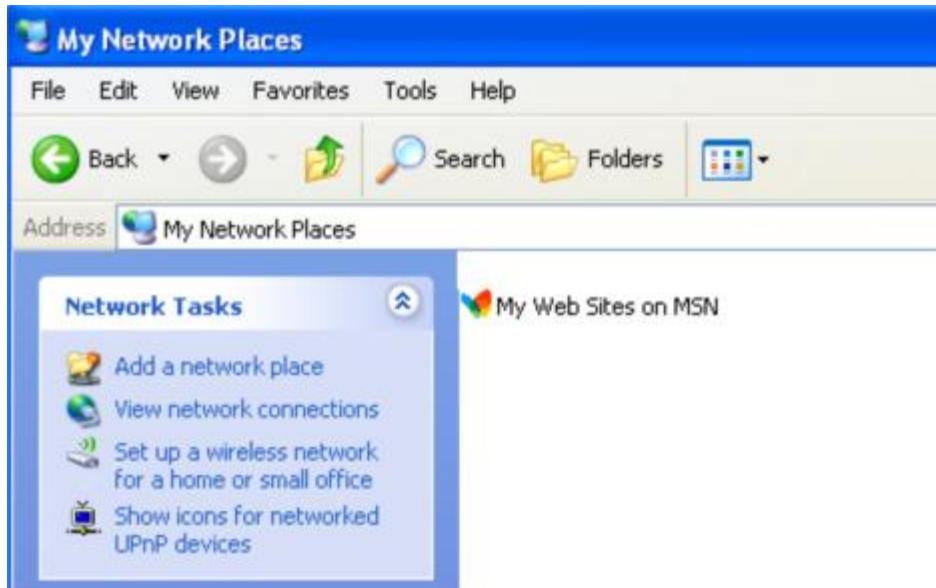 My Network Places
File Edit View Favorites Tools Help
Back Search Folders
Address My Network Places
Network Tasks
My Web Sites on MSN
Add a network place
View network connections
Set up a wireless network
for a home or small office
Show icons for networked
UPnP devices